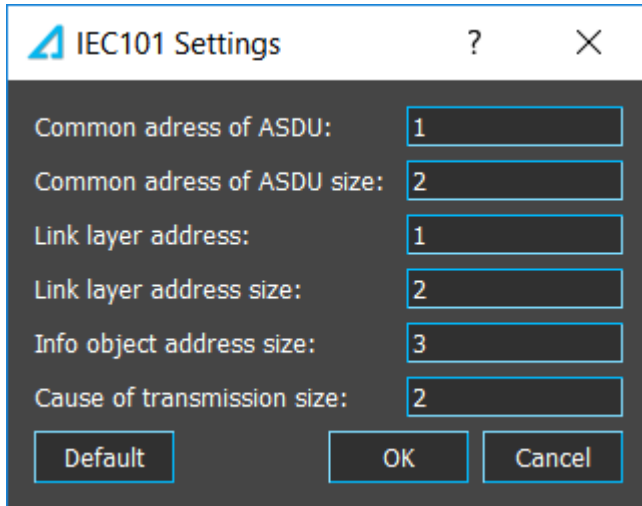 IEC101 Settings ? ×
Common adress of ASDU: 1
Common adress of ASDU size: 2
Link layer address: 1
Link layer address size: 2
Info object address size: 3
Cause of transmission size: 2
Default OK Cancel